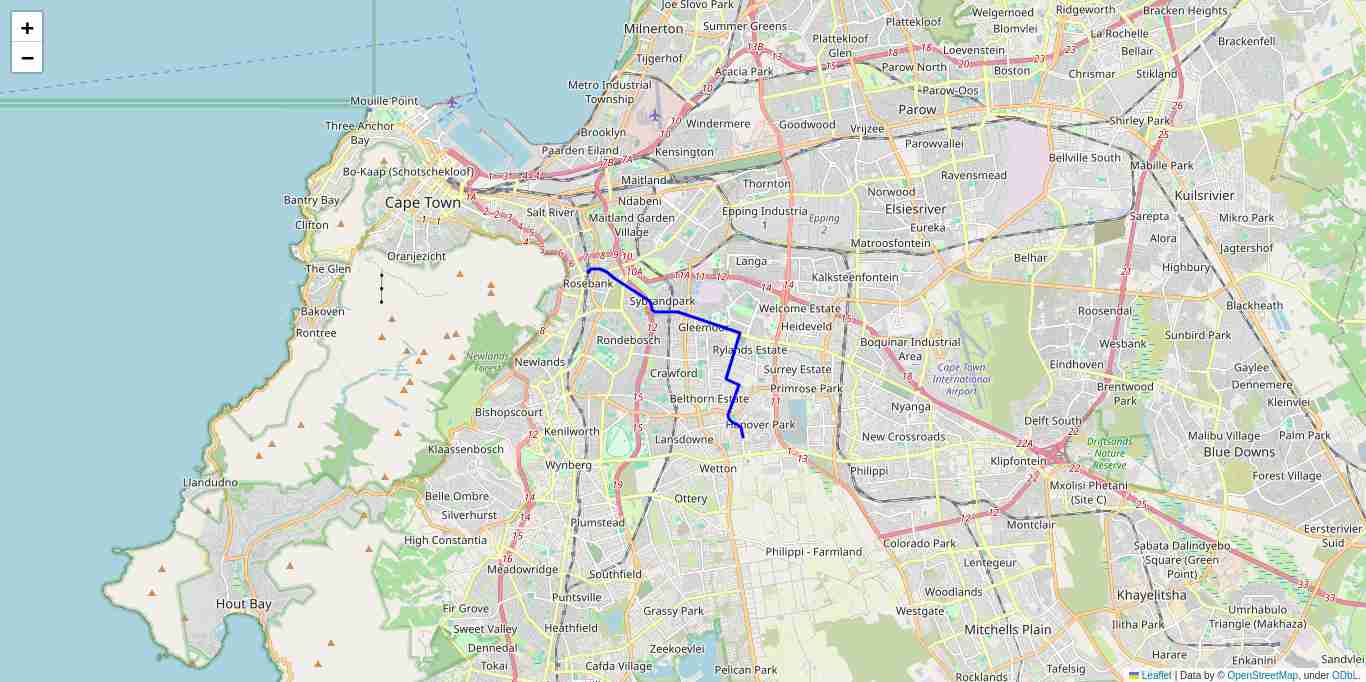 +
−
Joe Slovo Park
Milnerton
Summer Greens
Plattekloof
Welgemoed
Ridgeworth
Bracken Heights
Blomvlei
La Rochelle
Plattekloof
Glen
Loevenstein
Bellair
Brackenfell
Tijgerhof
13B
Acacia Park
Parow North
Boston
Chrismar
Stikland
Metro Industrial
Township
Parow-Oos
Parow
Mouille Point
Three Anchor
Bay
Brooklyn
Windermere
Goodwood
Vrijzee
Shirley Park
Paarden Eiland
Kensington
Parowvallei
Bellville South
Mabille Park
Bo-Kaap (Schotschekloof)
Maitland
Thornton
Norwood
Ravensmead
Kuilsrivier
Bantry Bay
Cape Town
Ndabeni
Salt River
Maitland Garden
Village
Epping Industria
1
Epping
2
Elsiesriver
Sarepta
Mikro Park
Clifton
Eureka
Matroosfontein
Alora
Jagtershof
Oranjezicht
Langa
Belhar
Highbury
The Glen
Rosebank
10A
11A
Kalksteenfontein
Bakoven
Sybrandpark
Welcome Estate
Roosendal
Blackheath
Rontree
Gleemoor
Heideveld
Rondebosch
Boquinar Industrial
Area
Wesbank
Sunbird Park
Newlands
Forest
Newlands
Rylands Estate
Surrey Estate
Crawford
Cape Town
International
Airport
Eindhoven
Gaylee
Primrose Park
Brentwood
Park
Dennemere
Belthorn Estate
Nyanga
Kleinvlei
Bishopscourt
Hanover Park
Delft South
Kenilworth
Lansdowne
New Crossroads
Malibu Village
Palm Park
Klaassenbosch
22A
Driftsands
Nature
Reserve
Blue Downs
Wynberg
Wetton
Philippi
Klipfontein
Forest Village
Llandudno
Belle Ombre
Ottery
Mxolisi Phetani
(Site C)
Silverhurst
Plumstead
Montclair
Eersterivier
Suid
High Constantia
Philippi - Farmland
Colorado Park
Sabata Dalindyebo
Square (Green
Point)
Meadowridge
Southfield
Lentegeur
Hout Bay
Puntsville
Woodlands
Khayelitsha
Eir Grove
Grassy Park
Westgate
Umrhabulo
Triangle (Makhaza)
Sweet Valley
Heathfield
Mitchells Plain
Ilitha Park
Dennedal
Zeekoevlei
Harare
Enkanini
Sandvlei
Tokai
Cafda Village
Pelican Park
Tafelsig
Rocklands
Leaflet | Data by © OpenStreetMap, under ODbL.